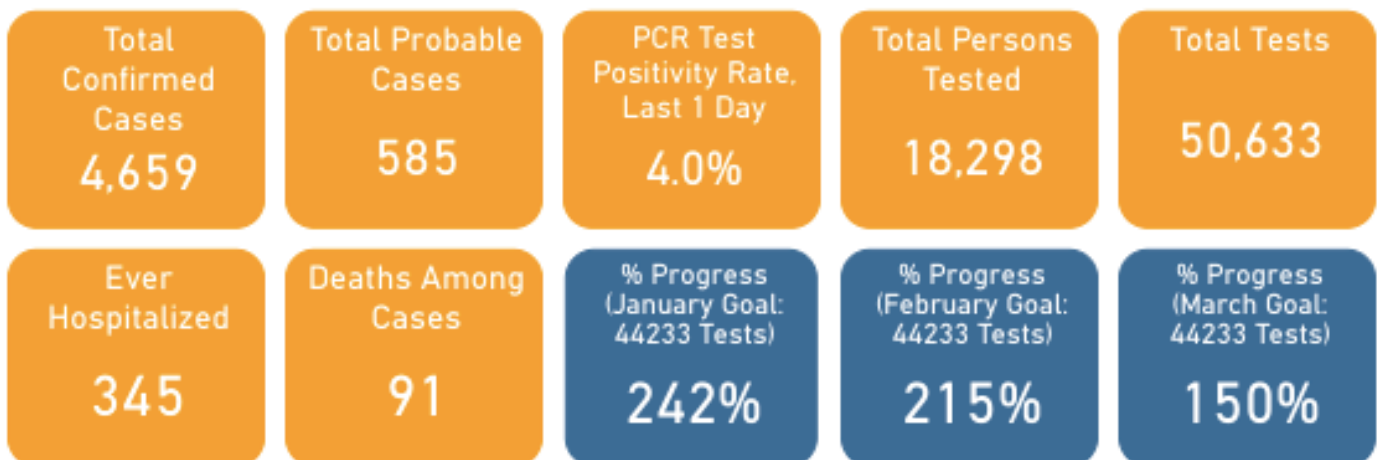 Total
Confirmed
Cases
4,659
Total Probable
Cases
585
PCR Test
Positivity Rate,
Last 1 Day
4.0%
Total Persons
Tested
18,298
Total Tests
50,633
Ever
Hospitalized
345
Deaths Among
Cases
91
% Progress
(January Goal:
44233 Tests)
242%
% Progress
(February Goal:
44233 Tests)
215%
% Progress
(March Goal:
44233 Tests)
150%